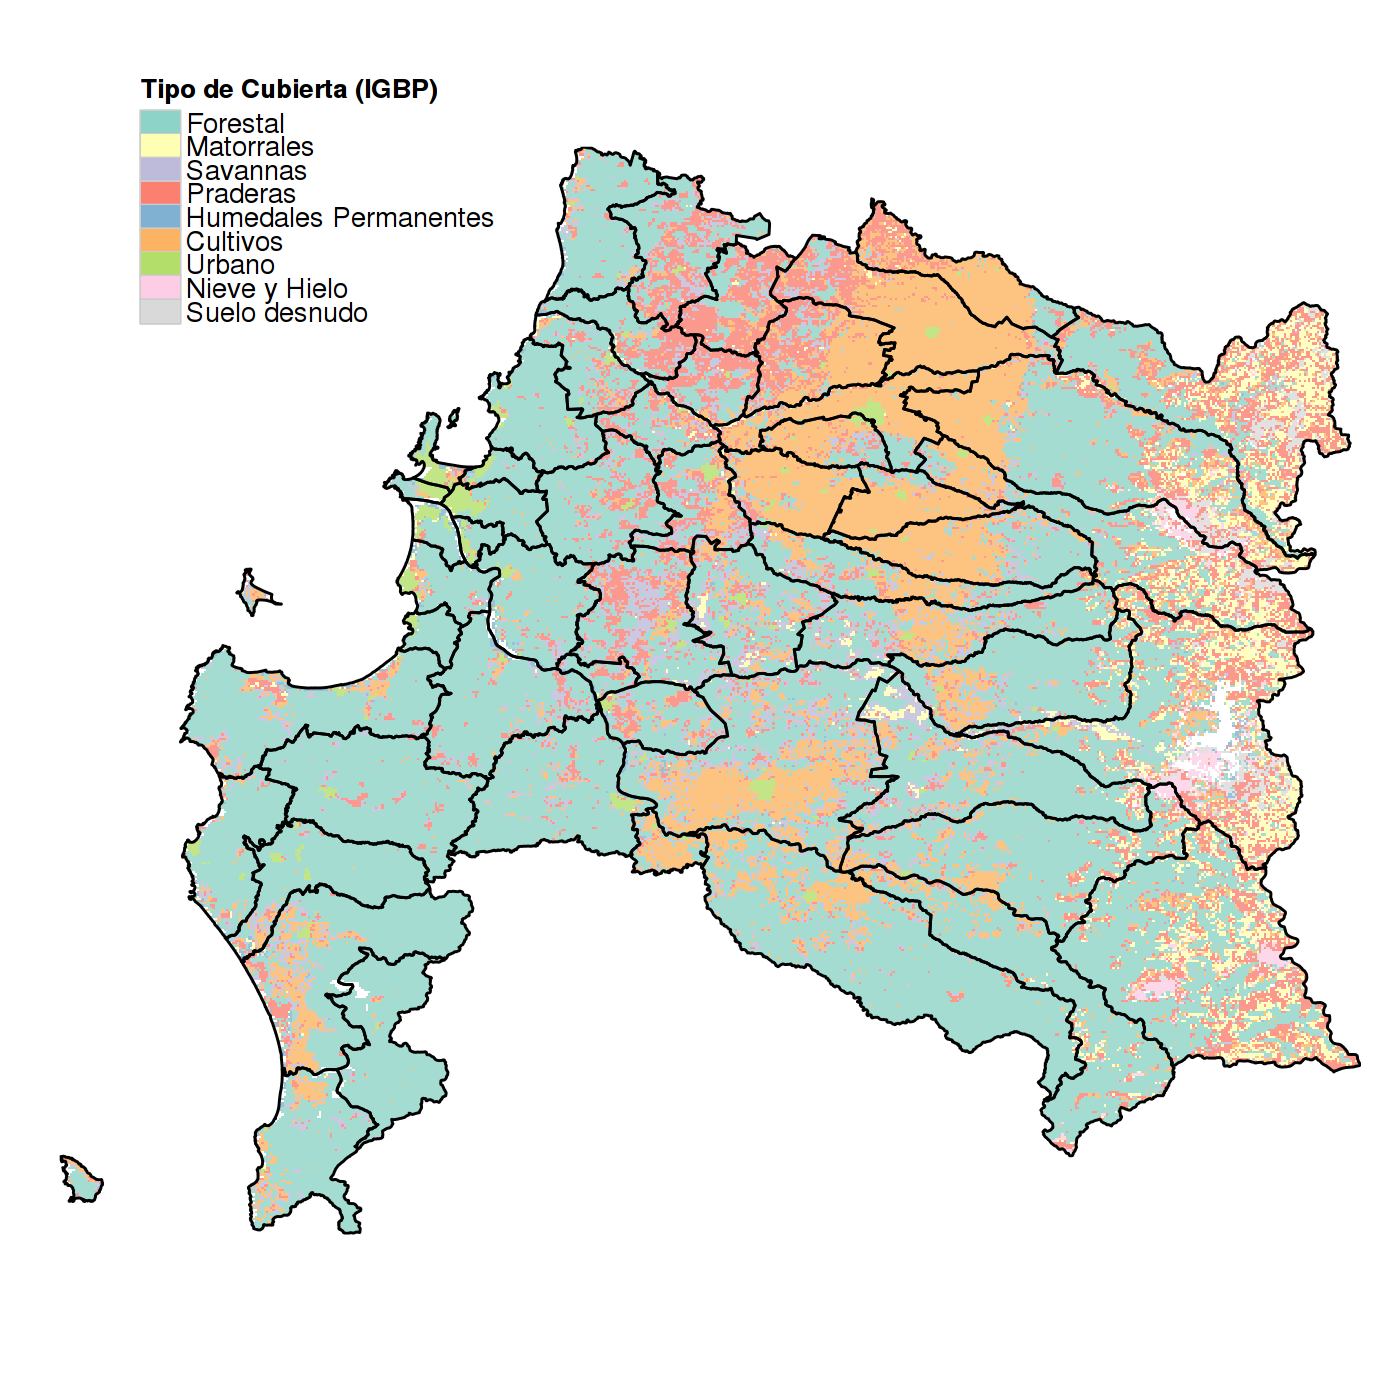 Tipo de Cubierta (IGBP)
Forestal
Matorrales
Savannas
Praderas
Humedales Permanentes
Cultivos
Urbano
Nieve y Hielo
Suelo desnudo